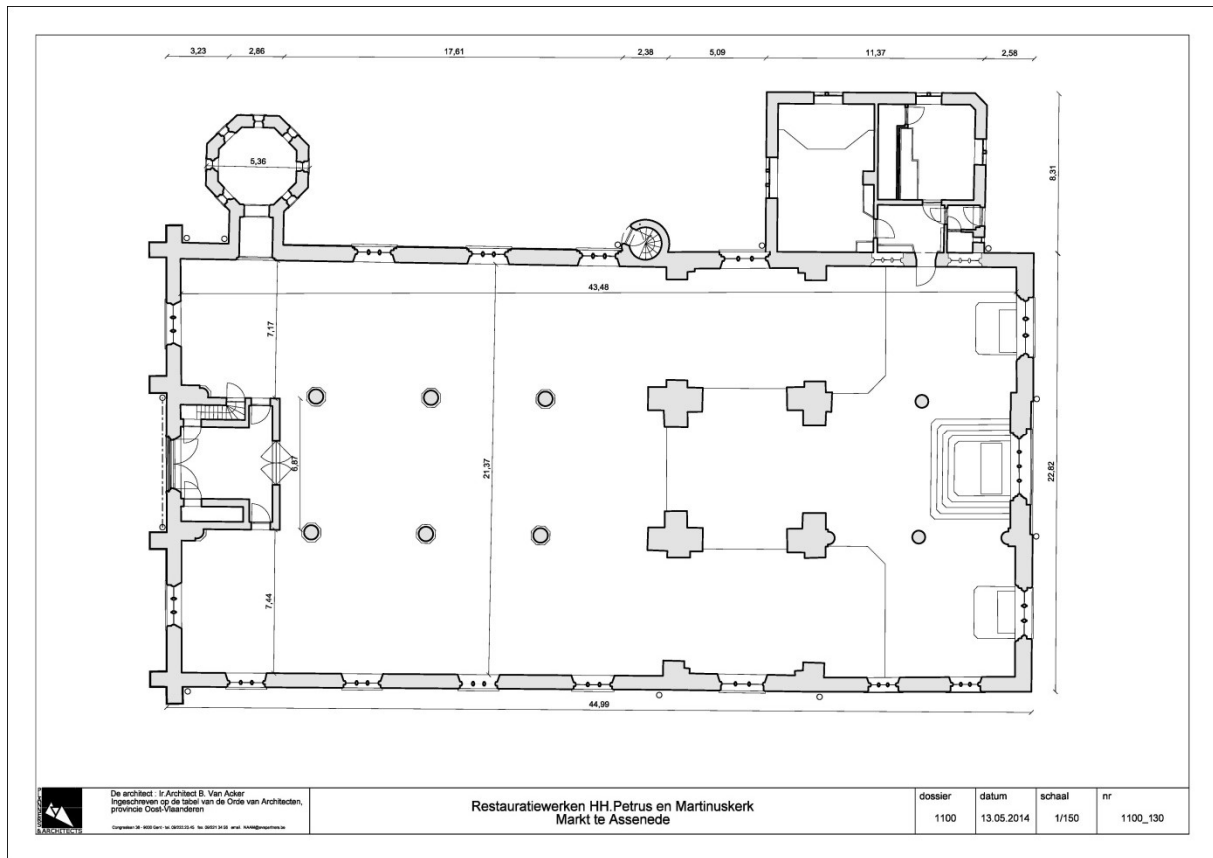 3,23 2,86 17,61 2,38 5,09 11,37 2,58
5,36
8,31
43,48
7,17
6,87
21,37
22,82
7,44
44,99
& ARCHITECTS
De architect : Ir.Architect B. Van Acker
Ingeschreven op de tabel van de Orde van Architecten,
provincie Oost-Vlaanderen
Restauratiewerken HH.Petrus en Martinuskerk
Markt te Assenede
dossier datum schaal nr
1100 13.05.2014 1/150 1100_130